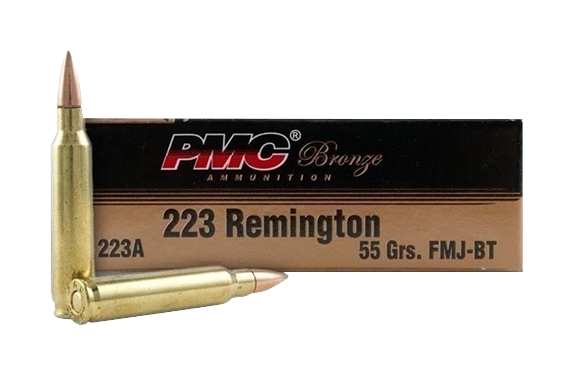 PMC® Bronze
AMMUNITION
223 Remington
223A
55 Grs. FMJ-BT